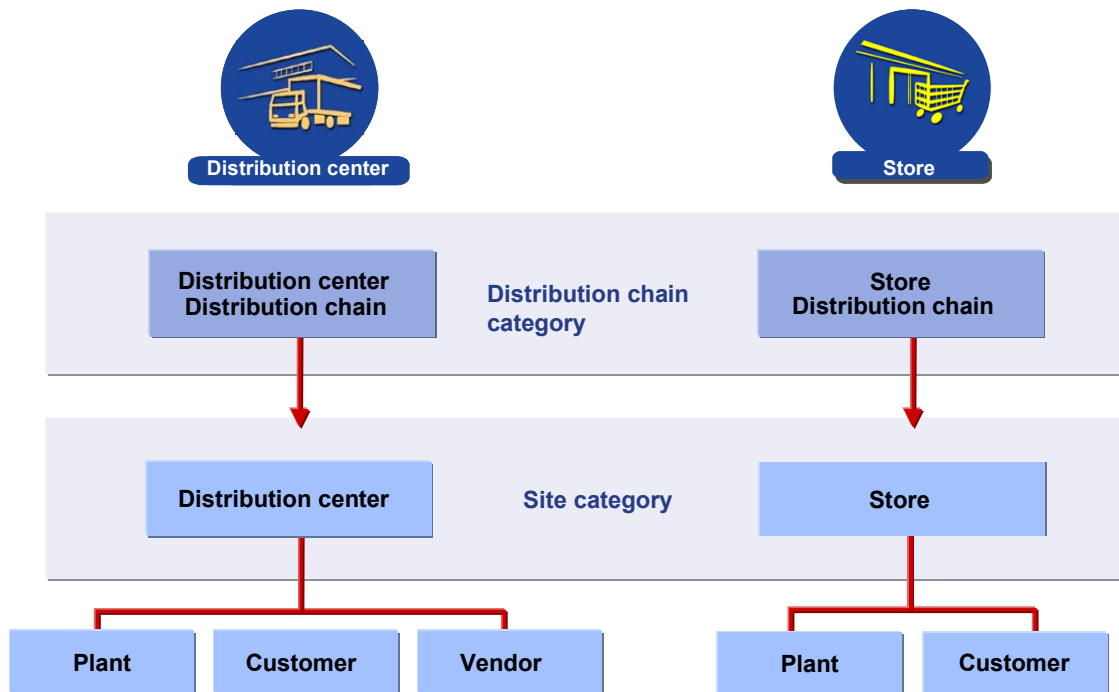 Distribution center
Store
Distribution center
Distribution chain
Distribution chain
category
Store
Distribution chain
Distribution center
Site category
Store
Plant
Customer
Vendor
Plant
Customer